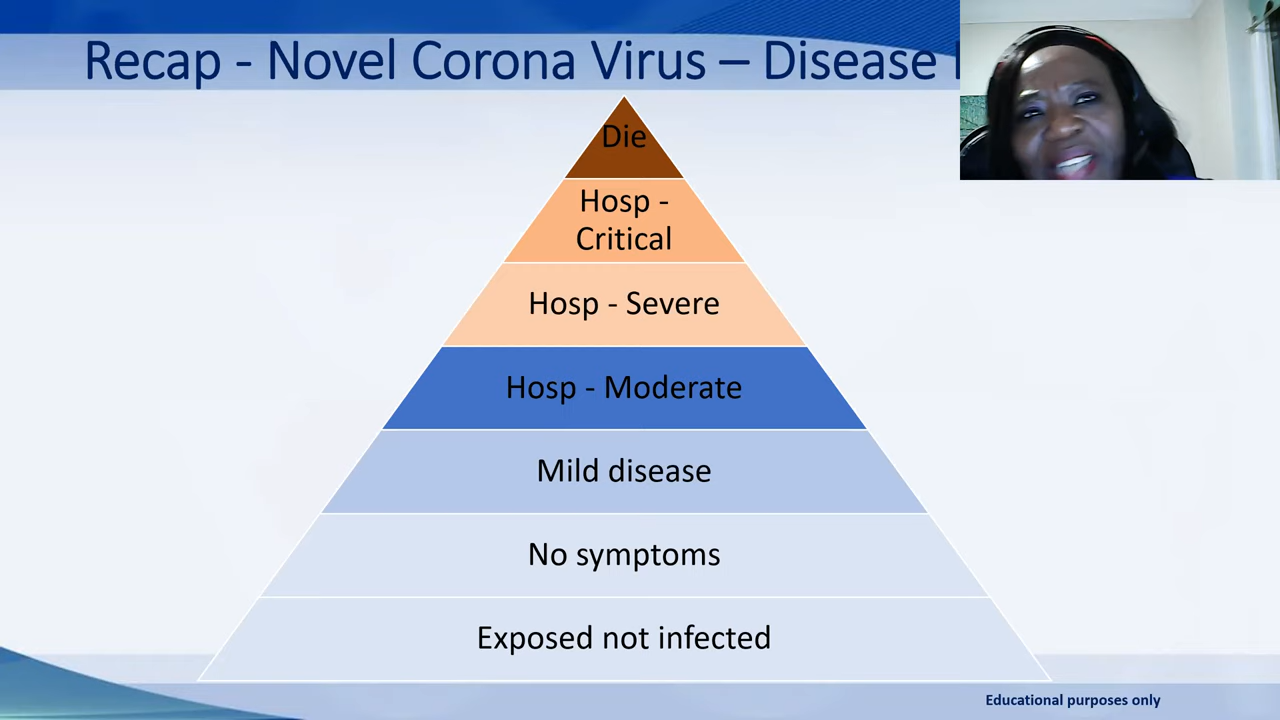 Recap - Novel Corona Virus – Disease
Die
Hosp -
Critical
Hosp - Severe
Hosp - Moderate
Mild disease
No symptoms
Exposed not infected
Educational purposes only